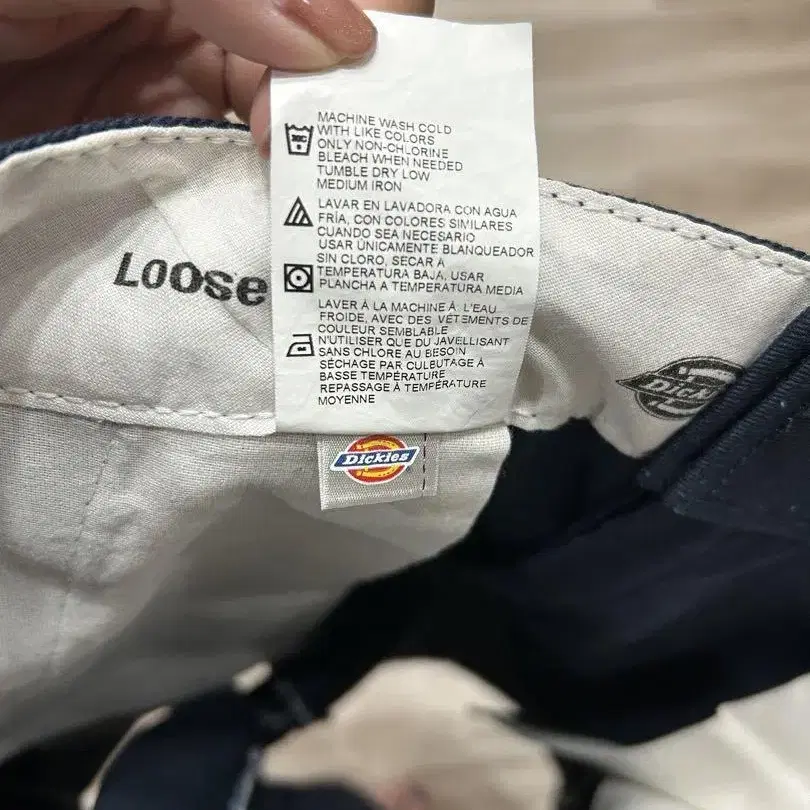 MACHINE WASH COLD
WITH LIKE COLORS
ONLY NON-CHLORINE
BLEACH WHEN NEEDED
TUMBLE DRY LOW
MEDIUM IRON
LAVAR EN LAVADORA CON AGUA
FRÍA, CON COLORES SIMILARES
CUANDO SEA NECESARIO
USAR ÚNICAMENTE BLANQUEADOR
SIN CLORO, SECAR A
TEMPERATURA BAJA, USAR
PLANCHA A TEMPERATURA MEDIA
LAVER À LA MACHINE À L'EAU
FROIDE, AVEC DES VÉTEMENTS DE
COULEUR SEMBLABLE
N'UTILISER QUE DU JAVELLISANT
SANS CHLORE AU BESOIN
SÉCHAGE PAR CULBUTAGE À
BASSE TEMPÉRATURE
REPASSAGE À TEMPÉRATURE
MOYENNE
LOOSE
Dickies
Dickies